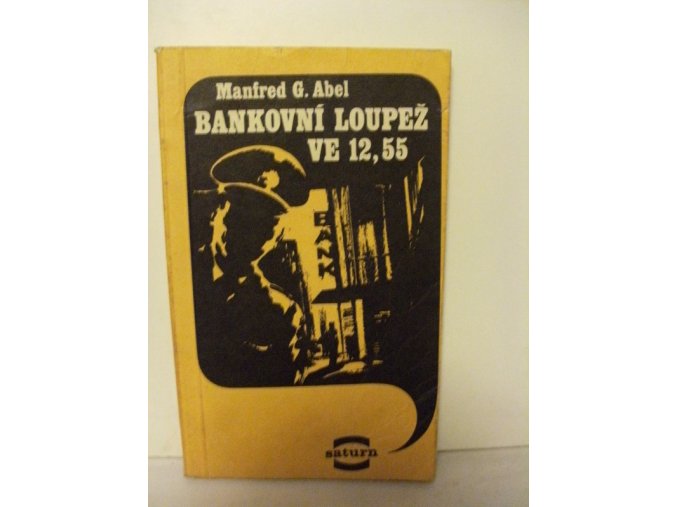 Manfred G. Abel
BANKOVNÍ LOUPEŽ
VE 12,55
BANK
saturn